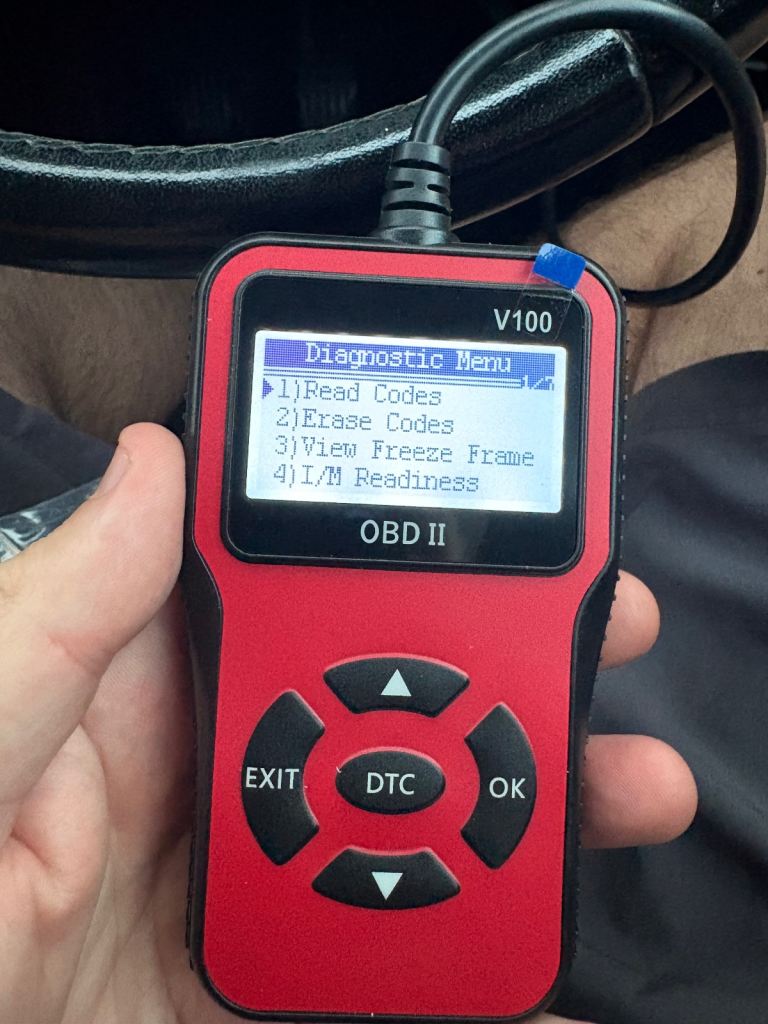 V100
Diagnostic Menu
1)Read Codes
2)Erase Codes
3)View Freeze Frame
4)I/M Readiness
OBD II
EXIT
DTC
OK